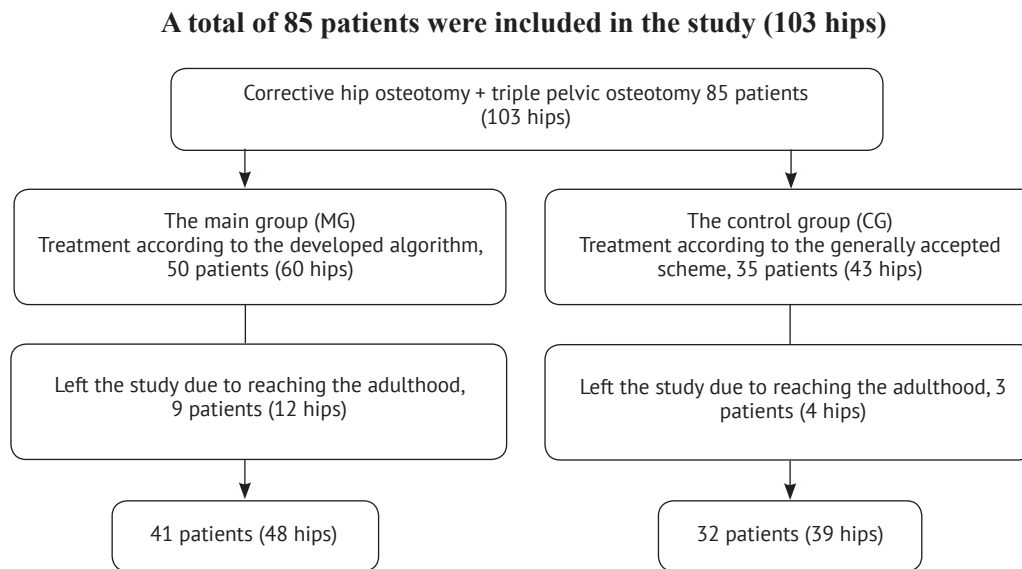 A total of 85 patients were included in the study (103 hips)
Corrective hip osteotomy + triple pelvic osteotomy 85 patients
(103 hips)
The main group (MG)
Treatment according to the developed algorithm,
50 patients (60 hips)
The control group (CG)
Treatment according to the generally accepted
scheme, 35 patients (43 hips)
Left the study due to reaching the adulthood,
9 patients (12 hips)
Left the study due to reaching the adulthood, 3
patients (4 hips)
41 patients (48 hips)
32 patients (39 hips)